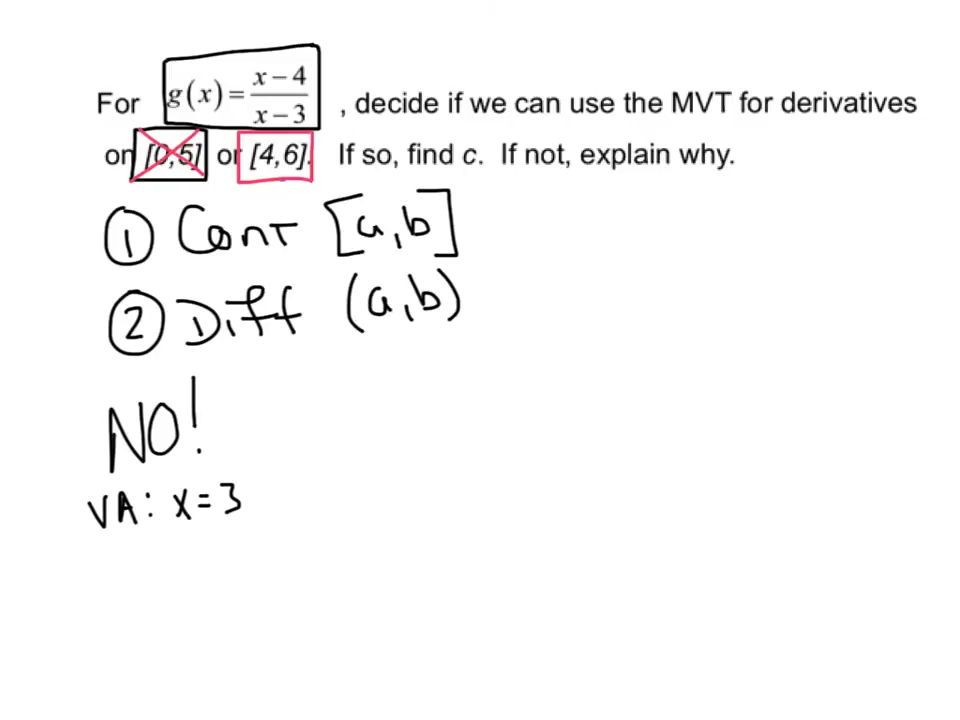 For g(x) = \frac{x-4}{x-3} , decide if we can use the MVT for derivatives
on [0,5] or [4,6]. If so, find c. If not, explain why.
① Cont [a,b]
② Diff (a,b)
NO!
VA: x=3